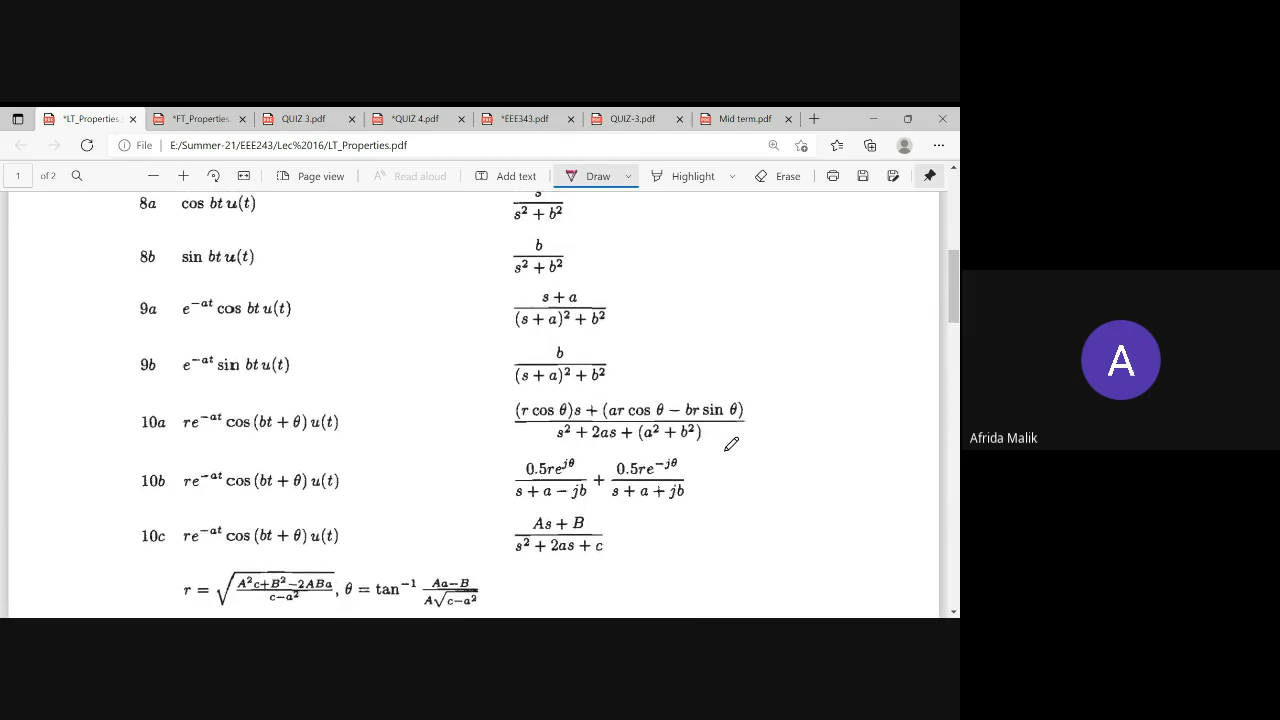 *LT_Properties.
*FT_Properties
QUIZ 3.pdf
*QUIZ 4.pdf
*EEE343.pdf
QUIZ-3.pdf
Mid term.pdf
File E:/Summer-21/EEE243/Lec%2016/LT_Properties.pdf
1 of 2 Page view Read aloud Add text Draw Highlight Erase
8a cos bt u(t) s / (s² + b²)
8b sin bt u(t) b / (s² + b²)
9a e^{−at} cos bt u(t) (s + a) / ((s + a)² + b²)
9b e^{−at} sin bt u(t) b / ((s + a)² + b²)
10a re^{−at} cos (bt + θ) u(t) ((r cos θ)s + (ar cos θ − br sin θ)) / (s² + 2as + (a² + b²))
10b re^{−at} cos (bt + θ) u(t) 0.5re^{jθ} / (s + a − jb) + 0.5re^{−jθ} / (s + a + jb)
10c re^{−at} cos (bt + θ) u(t) (As + B) / (s² + 2as + c)
r = √((A²c+B²−2ABa) / (c−a²)), θ = tan⁻¹ (Aa−B) / (A√(c−a²))
A
Afrida Malik